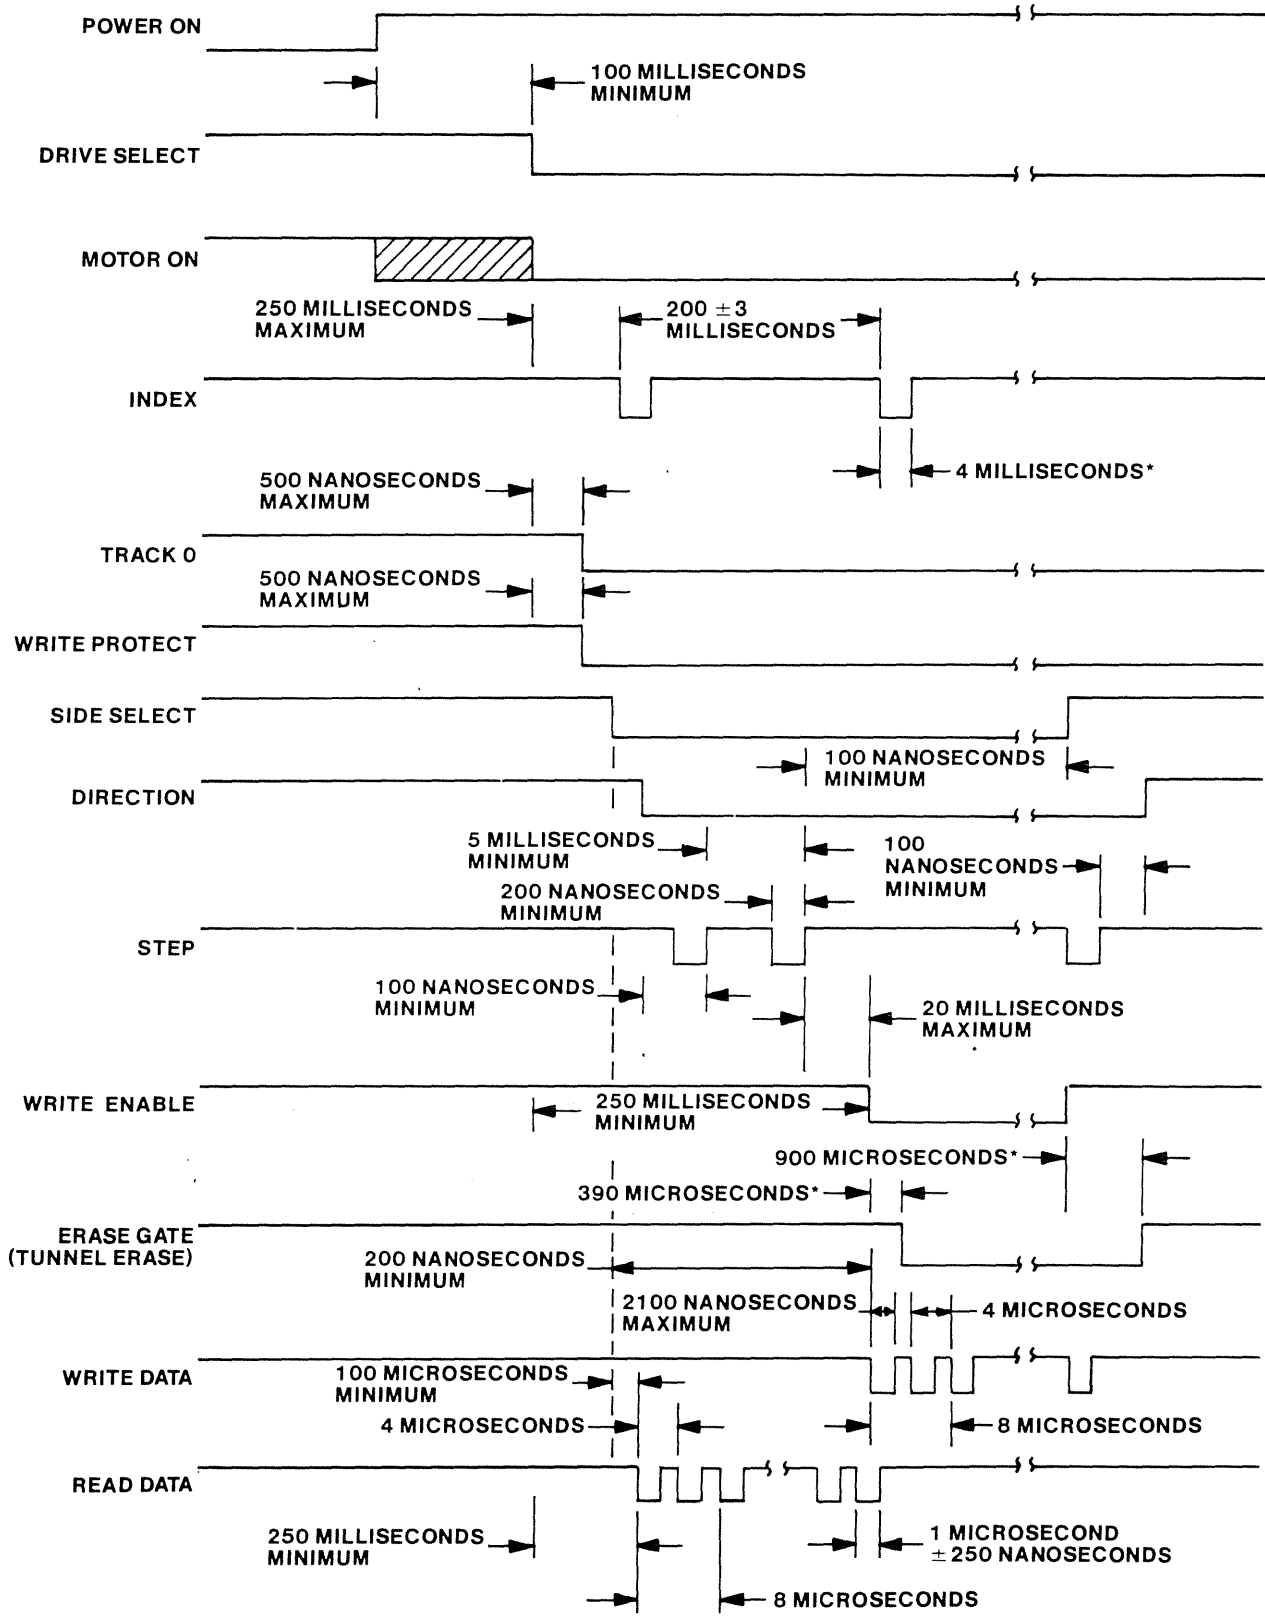 POWER ON
100 MILLISECONDS
MINIMUM
DRIVE SELECT
MOTOR ON
250 MILLISECONDS
MAXIMUM
200 ±3
MILLISECONDS
INDEX
4 MILLISECONDS*
500 NANOSECONDS
MAXIMUM
TRACK 0
500 NANOSECONDS
MAXIMUM
WRITE PROTECT
SIDE SELECT
100 NANOSECONDS
MINIMUM
DIRECTION
5 MILLISECONDS
MINIMUM
100
NANOSECONDS
MINIMUM
200 NANOSECONDS
MINIMUM
STEP
100 NANOSECONDS
MINIMUM
20 MILLISECONDS
MAXIMUM
WRITE ENABLE
250 MILLISECONDS
MINIMUM
900 MICROSECONDS*
390 MICROSECONDS*
ERASE GATE
(TUNNEL ERASE)
200 NANOSECONDS
MINIMUM
2100 NANOSECONDS
MAXIMUM
4 MICROSECONDS
WRITE DATA
100 MICROSECONDS
MINIMUM
4 MICROSECONDS
8 MICROSECONDS
READ DATA
250 MILLISECONDS
MINIMUM
1 MICROSECOND
±250 NANOSECONDS
8 MICROSECONDS